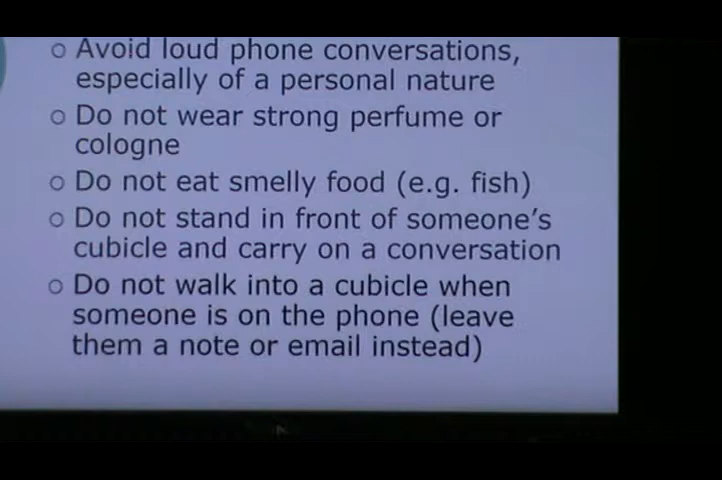 o Avoid loud phone conversations,
especially of a personal nature
o Do not wear strong perfume or
cologne
o Do not eat smelly food (e.g. fish)
o Do not stand in front of someone's
cubicle and carry on a conversation
o Do not walk into a cubicle when
someone is on the phone (leave
them a note or email instead)